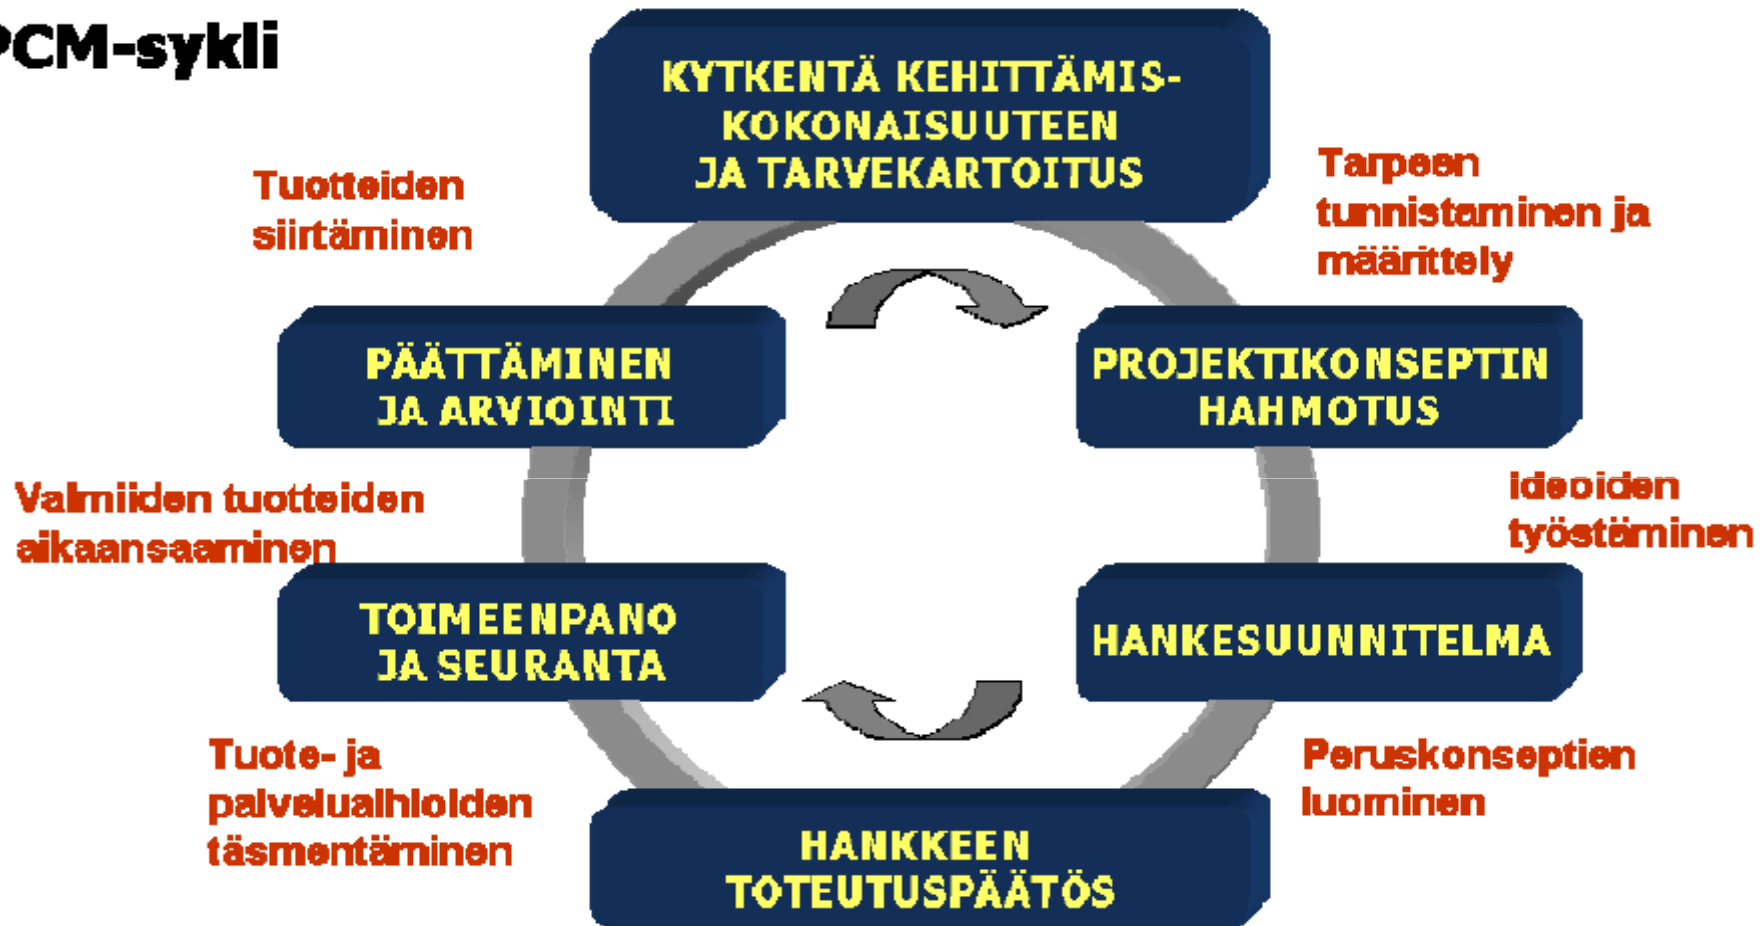 PCM-sykli
KYTKENTÄ KEHITTÄMIS-
KOKONAISUUTEEN
JA TARVEKARTOITUS
Tarpeen
tunnistaminen ja
määrittely
PROJEKTIKONSEPTIN
HAHMOTUS
Ideoiden
työstäminen
HANKESUUNNITELMA
Peruskonseptien
luominen
HANKKEEN
TOTEUTUSPÄÄTÖS
Tuote- ja
palveluaihioiden
täsmentäminen
TOIMEENPANO
JA SEURANTA
Valmiiden tuotteiden
aikaansaaminen
PÄÄTTÄMINEN
JA ARVIOINTI
Tuotteiden
siirtäminen